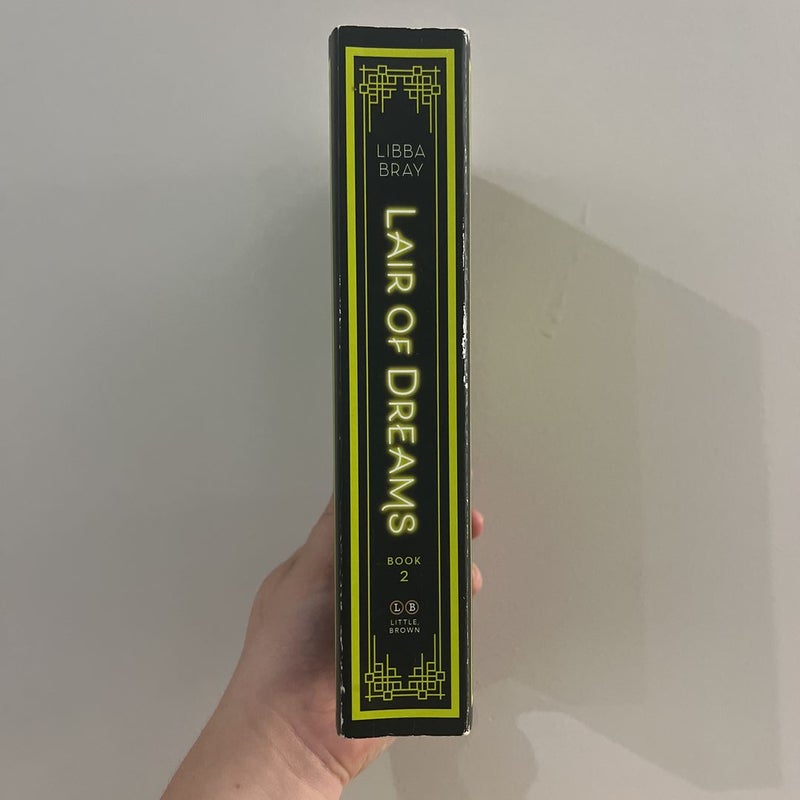 LIBBA
BRAY
LAIR OF DREAMS
BOOK
2
LB
LITTLE,
BROWN